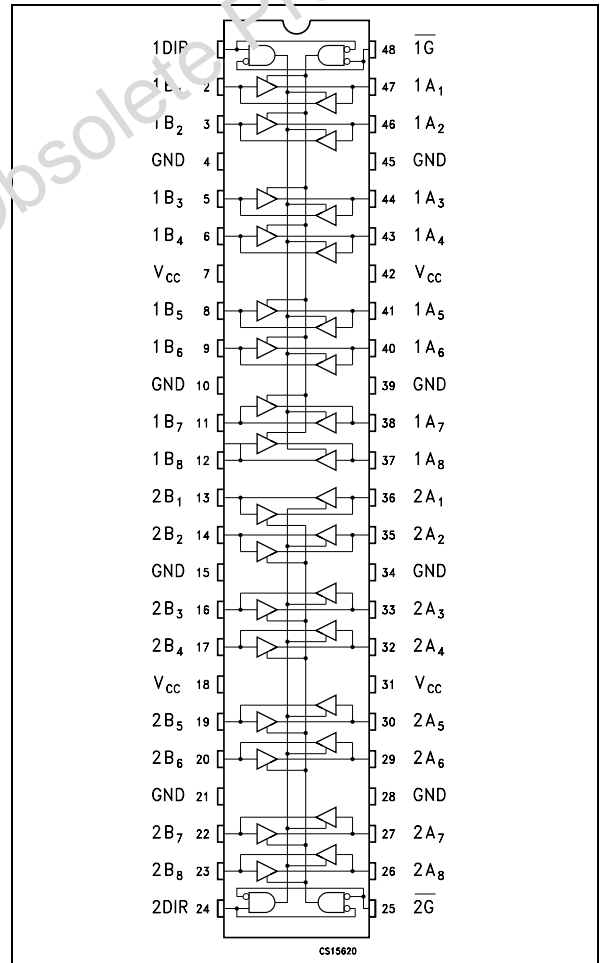 Obsolete Pr
1DIR 48 1G
1B 2 47 1A1
1B2 3 46 1A2
GND 4 45 GND
1B3 5 44 1A3
1B4 6 43 1A4
VCC 7 42 VCC
1B5 8 41 1A5
1B6 9 40 1A6
GND 10 39 GND
1B7 11 38 1A7
1B8 12 37 1A8
2B1 13 36 2A1
2B2 14 35 2A2
GND 15 34 GND
2B3 16 33 2A3
2B4 17 32 2A4
VCC 18 31 VCC
2B5 19 30 2A5
2B6 20 29 2A6
GND 21 28 GND
2B7 22 27 2A7
2B8 23 26 2A8
2DIR 24 25 2G
CS15620